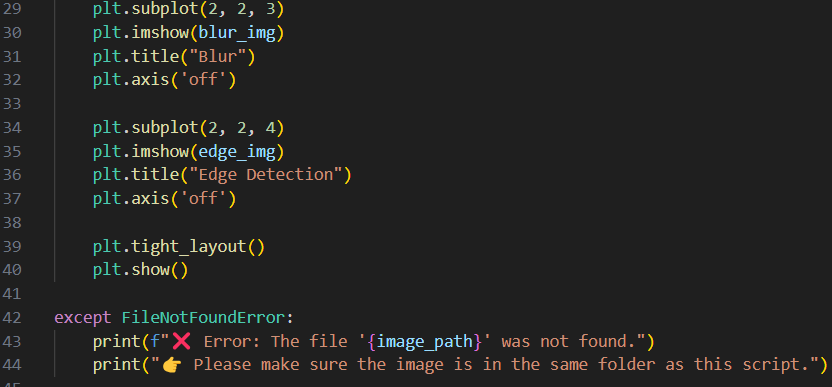 29 plt.subplot(2, 2, 3)
30 plt.imshow(blur_img)
31 plt.title("Blur")
32 plt.axis('off')
33
34 plt.subplot(2, 2, 4)
35 plt.imshow(edge_img)
36 plt.title("Edge Detection")
37 plt.axis('off')
38
39 plt.tight_layout()
40 plt.show()
41
42 except FileNotFoundError:
43 print(f"❌ Error: The file '{image_path}' was not found.")
44 print("👉 Please make sure the image is in the same folder as this script.")
45